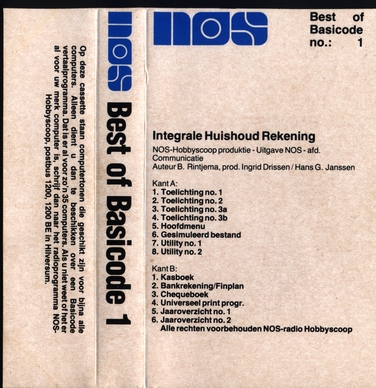 Op deze cassette staan computertonen die geschikt zijn voor bijna alle
computers. Alleen dient u dan te beschikken over een Basicode
vertaalprogramma. Dat is er al voor zo'n 35 computers. Als u niet weet of het er
al voor uw merk computer is, schrijf dan naar het radioprogramma NOS-
Hobbyscoop, postbus 1200, 1200 BE in Hilversum.
nos Best of Basicode 1
nos
Best of
Basicode
no.: 1
Integrale Huishoud Rekening
NOS-Hobbyscoop produktie - Uitgave NOS - afd.
Communicatie
Auteur B. Rintjema, prod. Ingrid Drissen / Hans G. Janssen
Kant A:
1. Toelichting no. 1
2. Toelichting no. 2
3. Toelichting no. 3a
4. Toelichting no. 3b
5. Hoofdmenu
6. Gesimuleerd bestand
7. Utility no. 1
8. Utility no. 2
Kant B:
1. Kasboek
2. Bankrekening/Finplan
3. Chequeboek
4. Universeel print progr.
5. Jaaroverzicht no. 1
6. Jaaroverzicht no. 2
Alle rechten voorbehouden NOS-radio Hobbyscoop